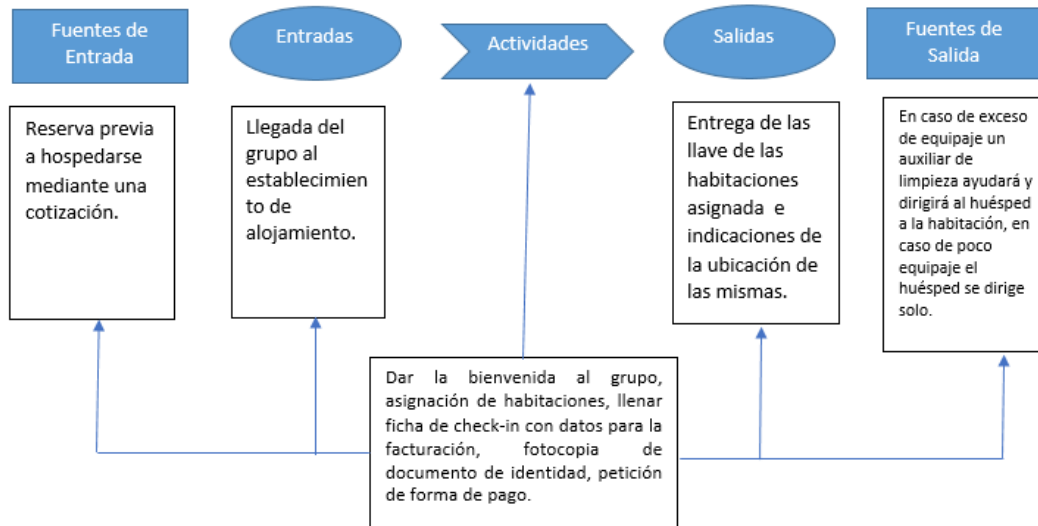 Fuentes de
Entrada
Entradas
Actividades
Salidas
Fuentes de
Salida
Reserva previa
a hospedarse
mediante una
cotización.
Llegada del
grupo al
establecimien
to de
alojamiento.
Entrega de las
llave de las
habitaciones
asignada e
indicaciones de
la ubicación de
las mismas.
En caso de exceso
de equipaje un
auxiliar de
limpieza ayudará y
dirigirá al huésped
a la habitación, en
caso de poco
equipaje el
huésped se dirige
solo.
Dar la bienvenida al grupo,
asignación de habitaciones, llenar
ficha de check-in con datos para la
facturación, fotocopia de
documento de identidad, petición
de forma de pago.